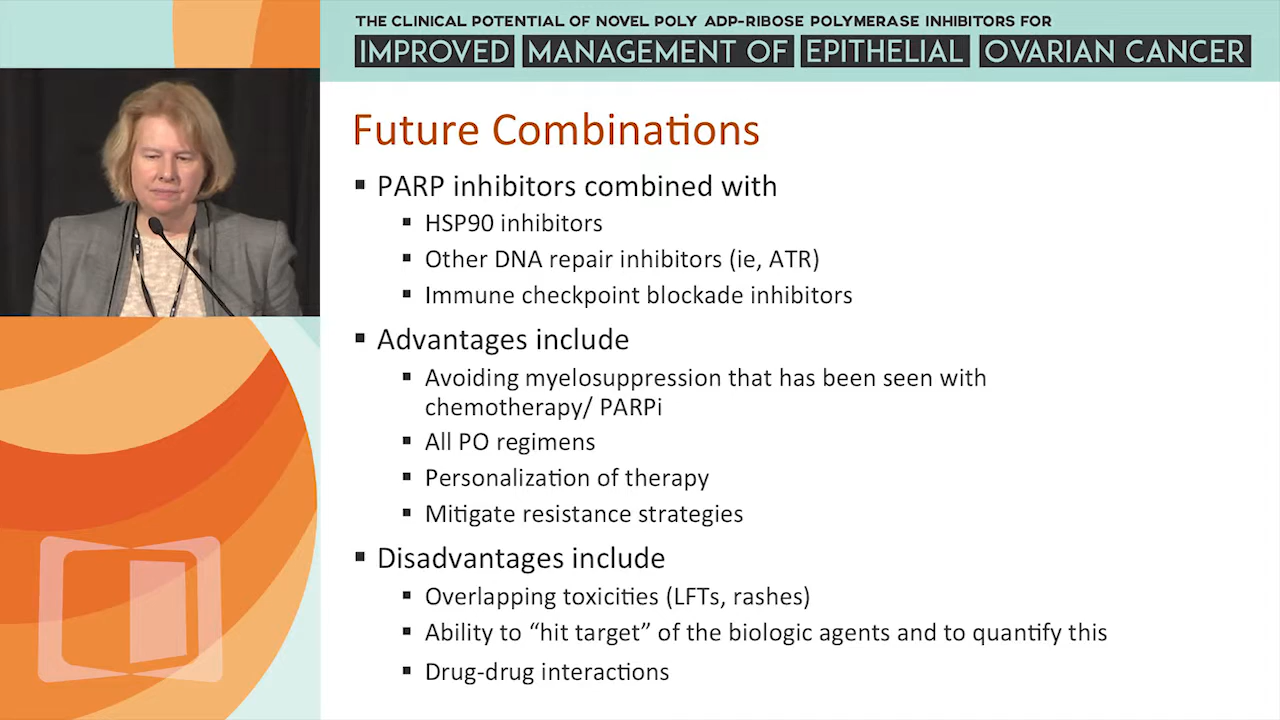 THE CLINICAL POTENTIAL OF NOVEL POLY ADP-RIBOSE POLYMERASE INHIBITORS FOR
IMPROVED MANAGEMENT OF EPITHELIAL OVARIAN CANCER
Future Combinations
▪ PARP inhibitors combined with
▪ HSP90 inhibitors
▪ Other DNA repair inhibitors (ie, ATR)
▪ Immune checkpoint blockade inhibitors
▪ Advantages include
▪ Avoiding myelosuppression that has been seen with
chemotherapy/ PARPi
▪ All PO regimens
▪ Personalization of therapy
▪ Mitigate resistance strategies
▪ Disadvantages include
▪ Overlapping toxicities (LFTs, rashes)
▪ Ability to “hit target” of the biologic agents and to quantify this
▪ Drug-drug interactions